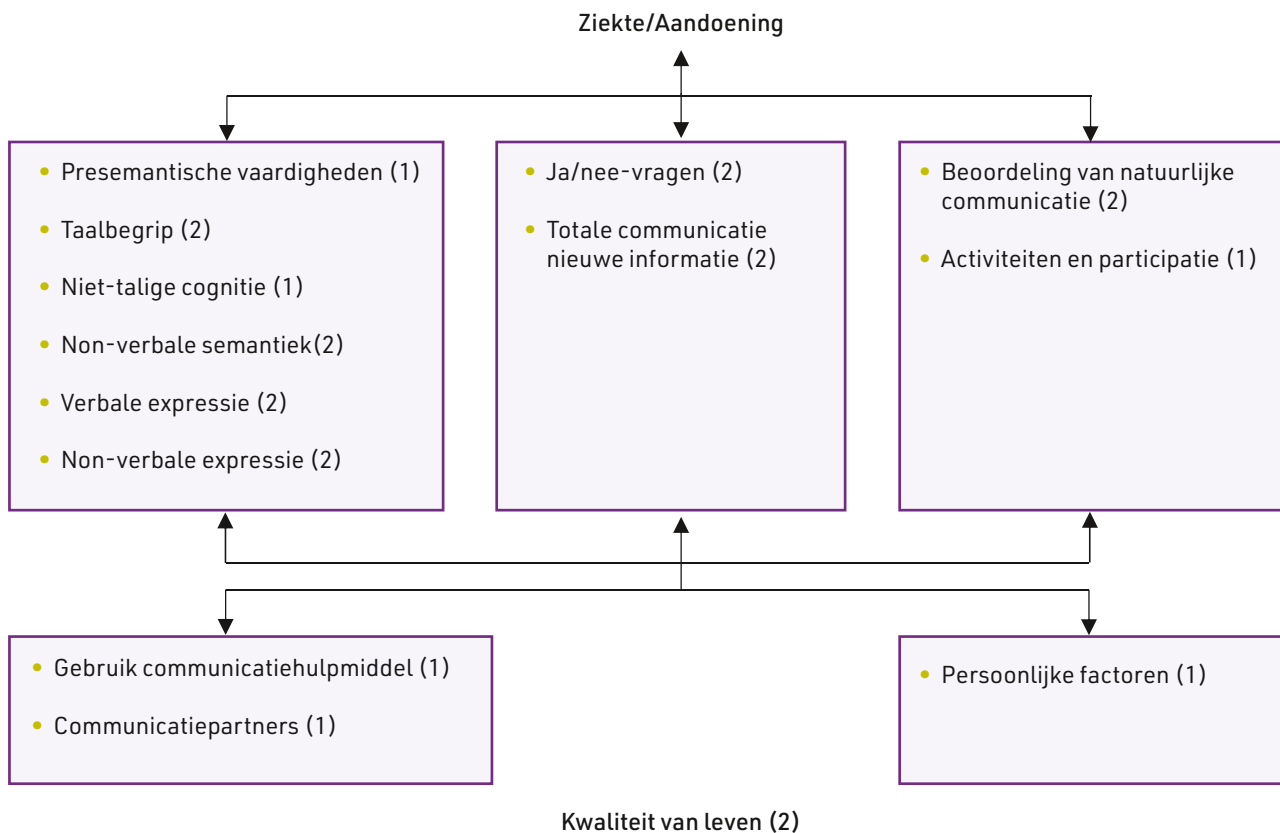 Ziekte/Aandoening
• Presemantische vaardigheden (1)
• Taalbegrip (2)
• Niet-talige cognitie (1)
• Non-verbale semantiek(2)
• Verbale expressie (2)
• Non-verbale expressie (2)
• Ja/nee-vragen (2)
• Totale communicatie
nieuwe informatie (2)
• Beoordeling van natuurlijke
communicatie (2)
• Activiteiten en participatie (1)
• Gebruik communicatiehulpmiddel (1)
• Communicatiepartners (1)
• Persoonlijke factoren (1)
Kwaliteit van leven (2)